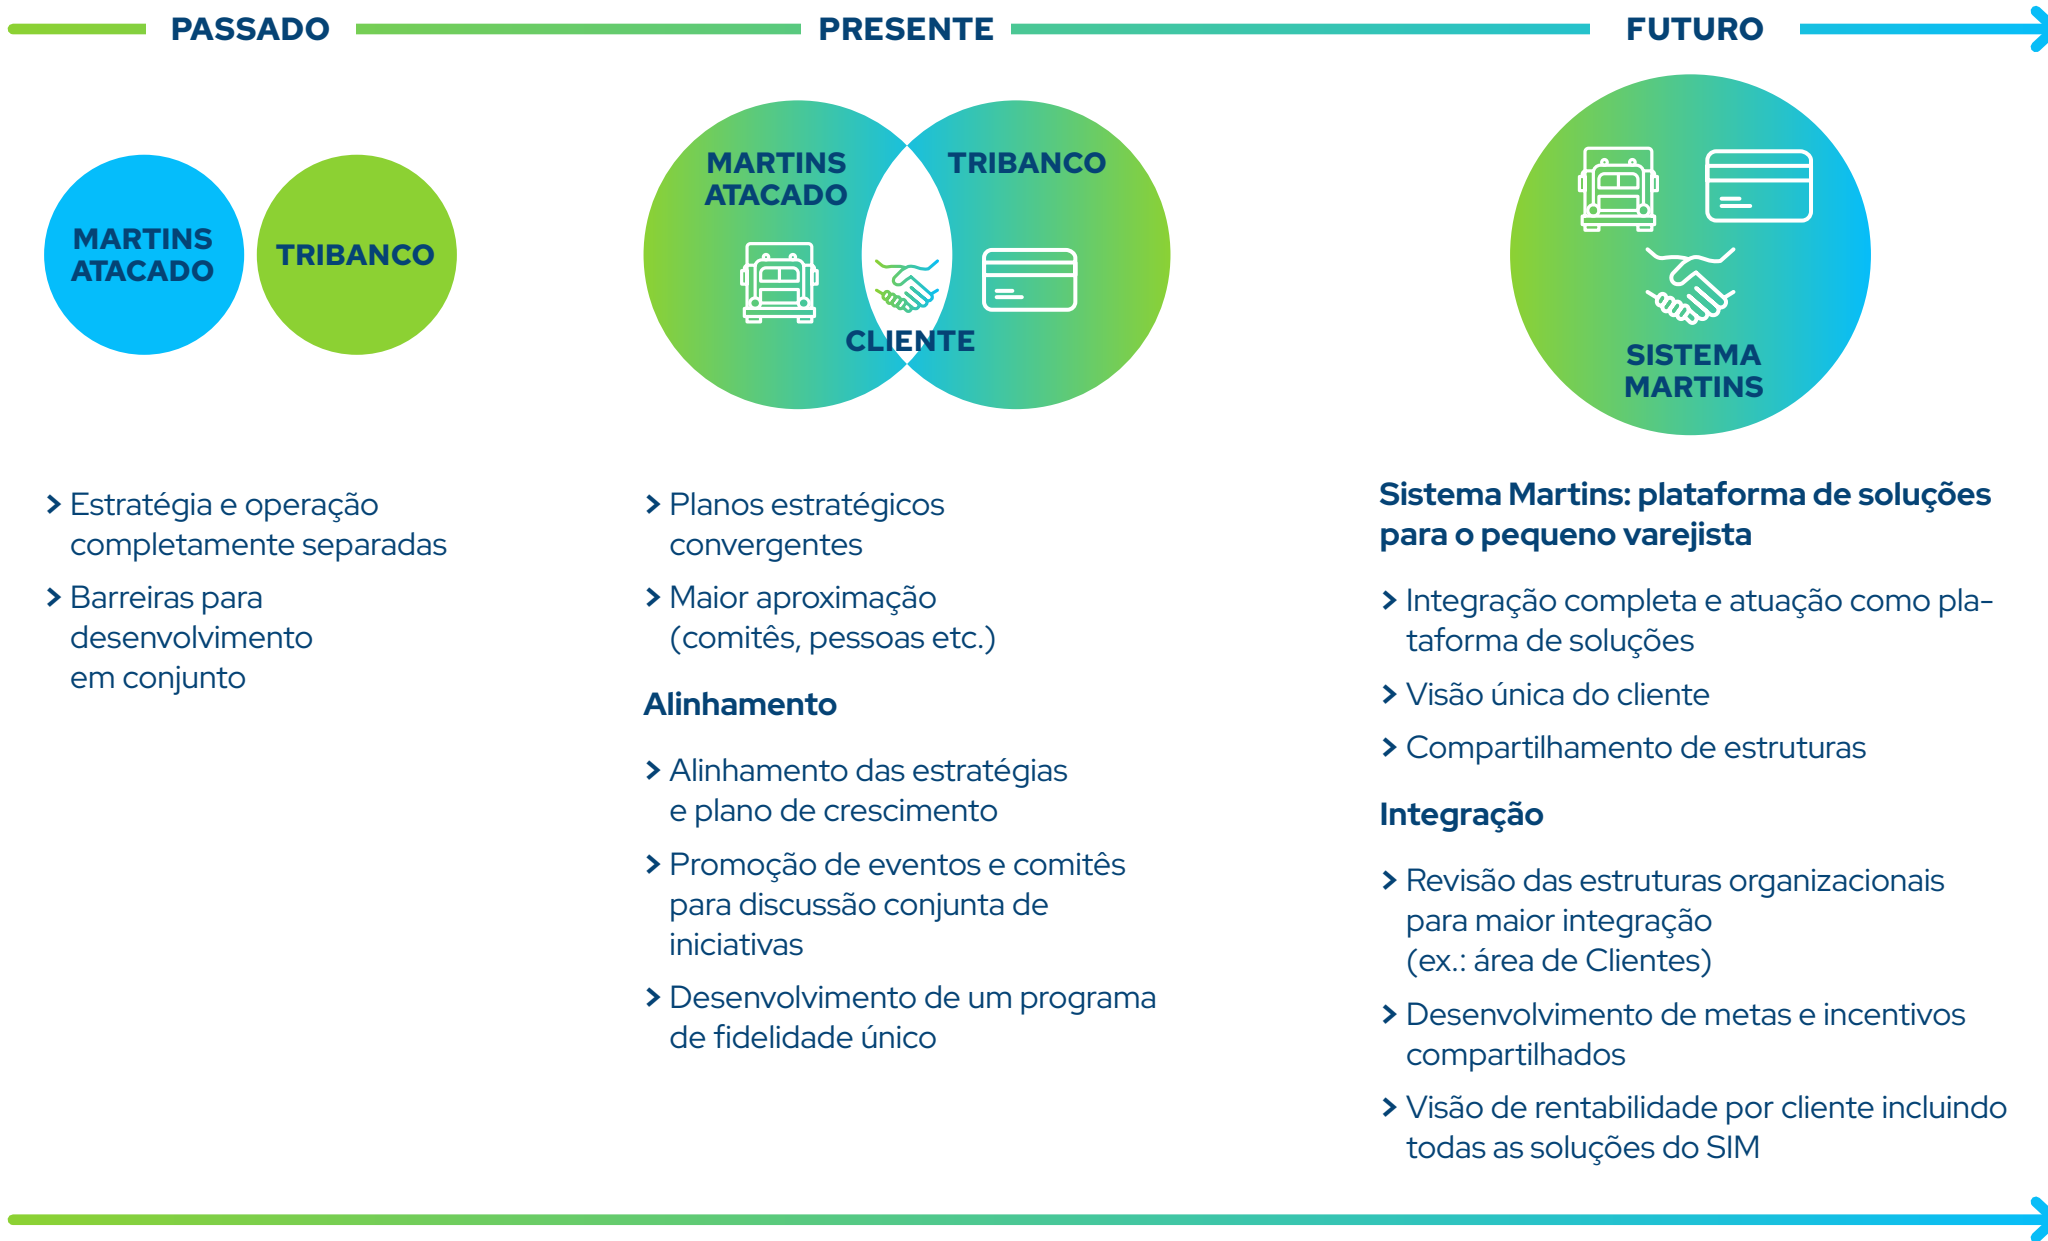 PASSADO
PRESENTE
FUTURO
MARTINS
ATACADO
TRIBANCO
> Estratégia e operação
completamente separadas
> Barreiras para
desenvolvimento
em conjunto
MARTINS
ATACADO
TRIBANCO
CLIENTE
> Planos estratégicos
convergentes
> Maior aproximação
(comitês, pessoas etc.)
Alinhamento
> Alinhamento das estratégias
e plano de crescimento
> Promoção de eventos e comitês
para discussão conjunta de
iniciativas
> Desenvolvimento de um programa
de fidelidade único
SISTEMA
MARTINS
Sistema Martins: plataforma de soluções
para o pequeno varejista
> Integração completa e atuação como pla-
taforma de soluções
> Visão única do cliente
> Compartilhamento de estruturas
Integração
> Revisão das estruturas organizacionais
para maior integração
(ex.: área de Clientes)
> Desenvolvimento de metas e incentivos
compartilhados
> Visão de rentabilidade por cliente incluindo
todas as soluções do SIM